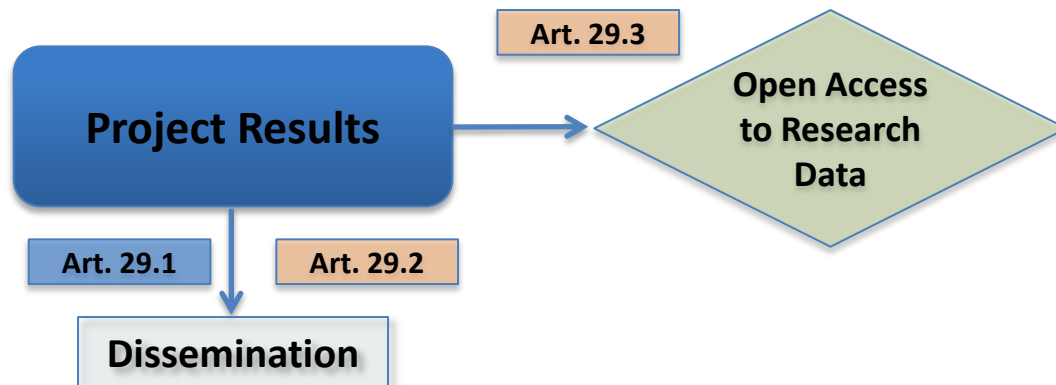 Art. 29.3
Project Results
Open Access
to Research
Data
Art. 29.1
Art. 29.2
Dissemination